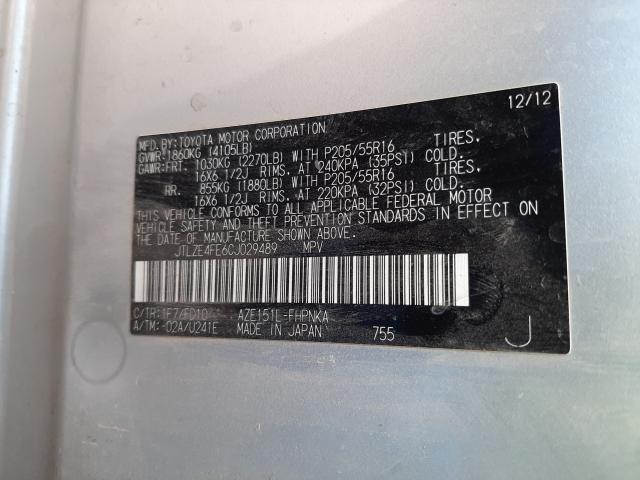 12/12
MFD.BY:TOYOTA MOTOR CORPORATION
GVWR:1860KG (4105LB)
GAWR:FRT. 1030KG (2270LB) WITH P205/55R16 TIRES,
16X6 1/2J RIMS, AT 240KPA (35PSI) COLD.
RR. 855KG (1880LB) WITH P205/55R16 TIRES,
16X6 1/2J RIMS, AT 220KPA (32PSI) COLD.
THIS VEHICLE CONFORMS TO ALL APPLICABLE FEDERAL MOTOR
VEHICLE SAFETY AND THEFT PREVENTION STANDARDS IN EFFECT ON
THE DATE OF MANUFACTURE SHOWN ABOVE.
JTLZE4FE6CJ029489 MPV
C/TR:1F7/FD10 AZE151L-FHPNKA
A/TM:-02A/U241E MADE IN JAPAN 755 J